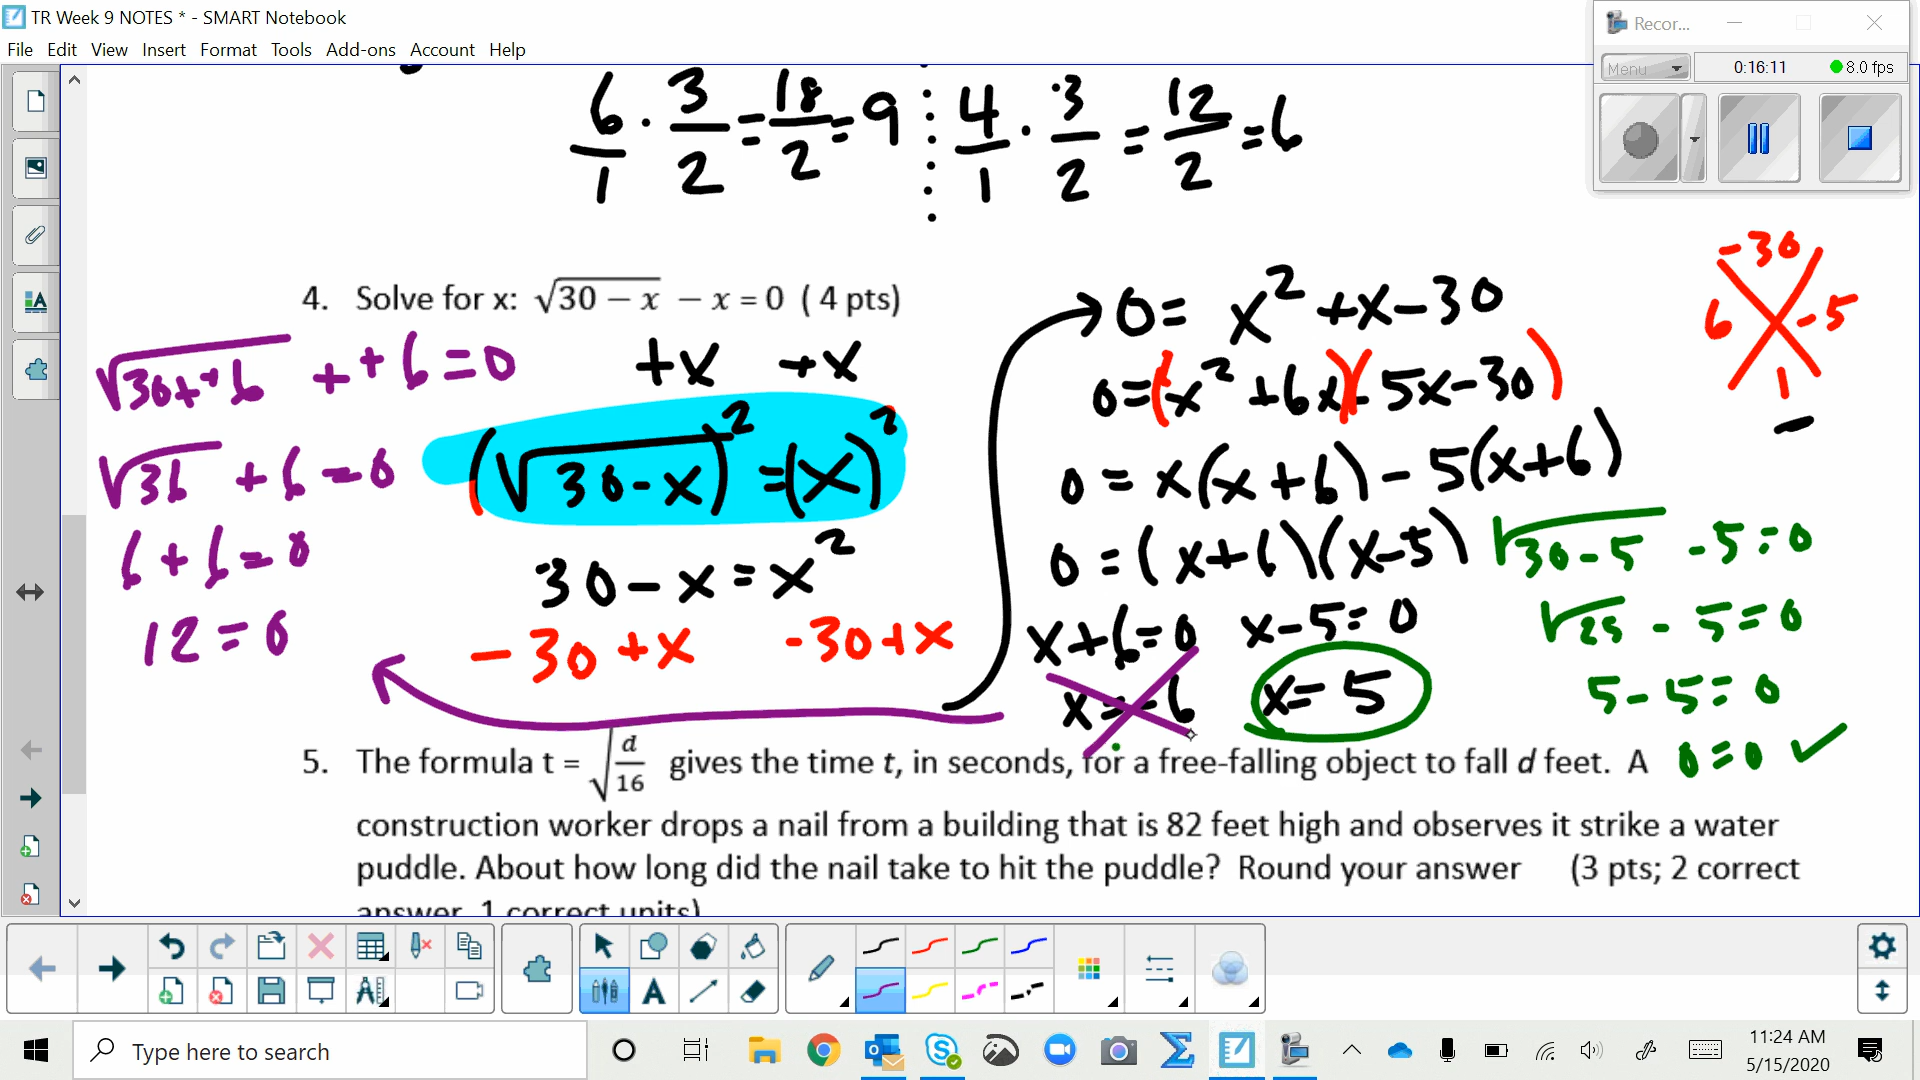 TR Week 9 NOTES * - SMART Notebook
File Edit View Insert Format Tools Add-ons Account Help
Recor...
Menu 0:16:11 8.0 fps
6/1 · 3/2 = 18/2 = 9 4/1 · 3/2 = 12/2 = 6
4. Solve for x: √(30 − x) − x = 0 ( 4 pts)
+x +x
(√(30-x))² = (x)²
30 - x = x²
-30 +x -30 +x
√(30++6) + +6 = 0
√36 + 6 = 0
6 + 6 = 0
12 = 0
0 = x² + x - 30
0 = (x² + 6x)(- 5x - 30)
0 = x(x+6) - 5(x+6)
0 = (x+6)(x-5)
x+6=0 x-5=0
x=-6 x=5
-30
6 -5
1
√(30-5) -5=0
√25 - 5=0
5-5=0
0=0 ✓
5. The formula t = √(d/16) gives the time t, in seconds, for a free-falling object to fall d feet. A
construction worker drops a nail from a building that is 82 feet high and observes it strike a water
puddle. About how long did the nail take to hit the puddle? Round your answer (3 pts; 2 correct
answer, 1 correct units)
A
Type here to search
11:24 AM
5/15/2020